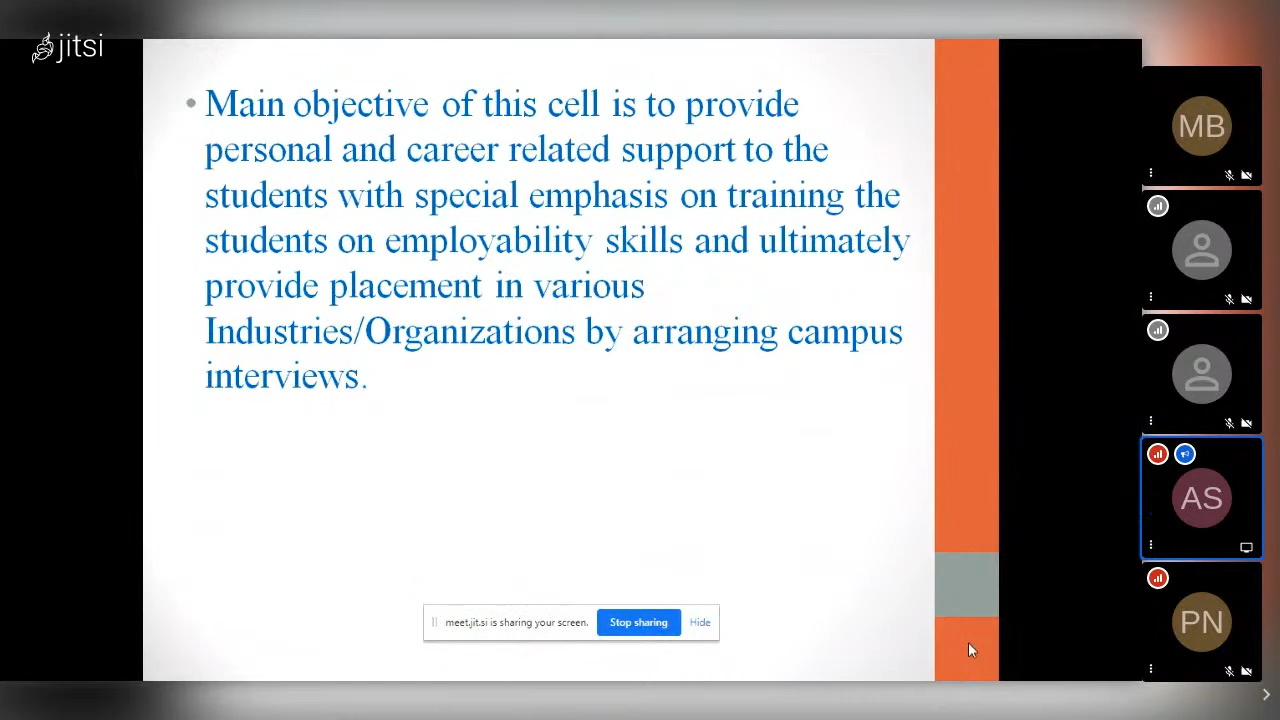 jitsi
• Main objective of this cell is to provide
personal and career related support to the
students with special emphasis on training the
students on employability skills and ultimately
provide placement in various
Industries/Organizations by arranging campus
interviews.
meet.jit.si is sharing your screen. Stop sharing Hide
MB
AS
PN